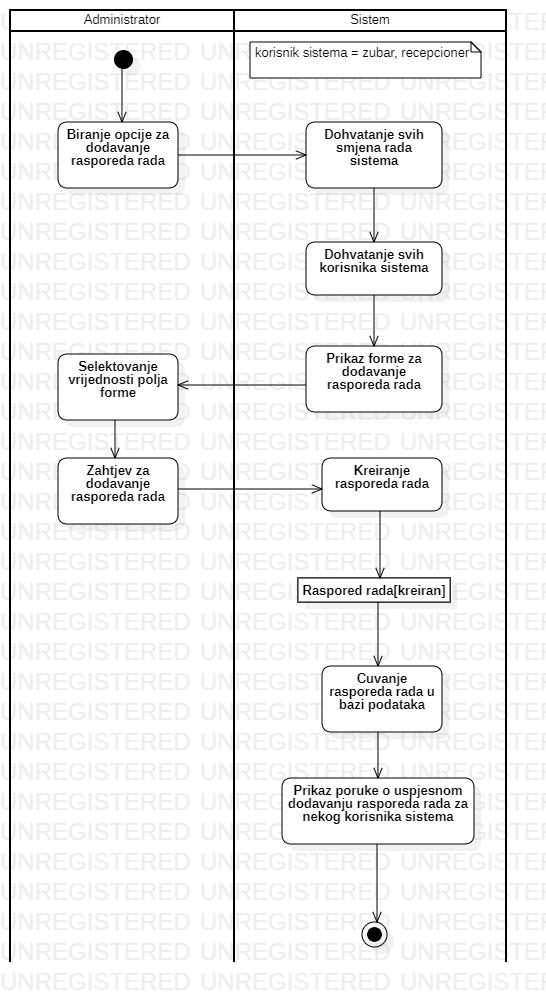 Administrator
Sistem
korisnik sistema = zubar, recepcioner
Biranje opcije za
dodavanje
rasporeda rada
Dohvatanje svih
smjena rada
sistema
Dohvatanje svih
korisnika sistema
Prikaz forme za
dodavanje
rasporeda rada
Selektovanje
vrijednosti polja
forme
Zahtjev za
dodavanje
rasporeda rada
Kreiranje
rasporeda rada
Raspored rada[kreiran]
Cuvanje
rasporeda rada u
bazi podataka
Prikaz poruke o uspjesnom
dodavanju rasporeda rada za
nekog korisnika sistema
UNREGISTERED